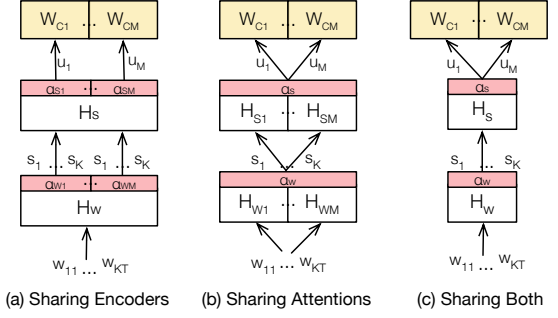 W_C1 ... W_CM W_C1 ... W_CM W_C1 ... W_CM
u_1 u_M u_1 u_M u_1 u_M
α_S1 ... α_SM α_s α_s
H_s H_S1 ... H_SM H_s
s_1 ... s_K s_1 ... s_K s_1 s_K s_1 ... s_K
α_W1 ... α_WM α_w α_w
H_w H_W1 ... H_WM H_w
w_11 ... w_KT w_11 ... w_KT w_11 ... w_KT
(a) Sharing Encoders (b) Sharing Attentions (c) Sharing Both